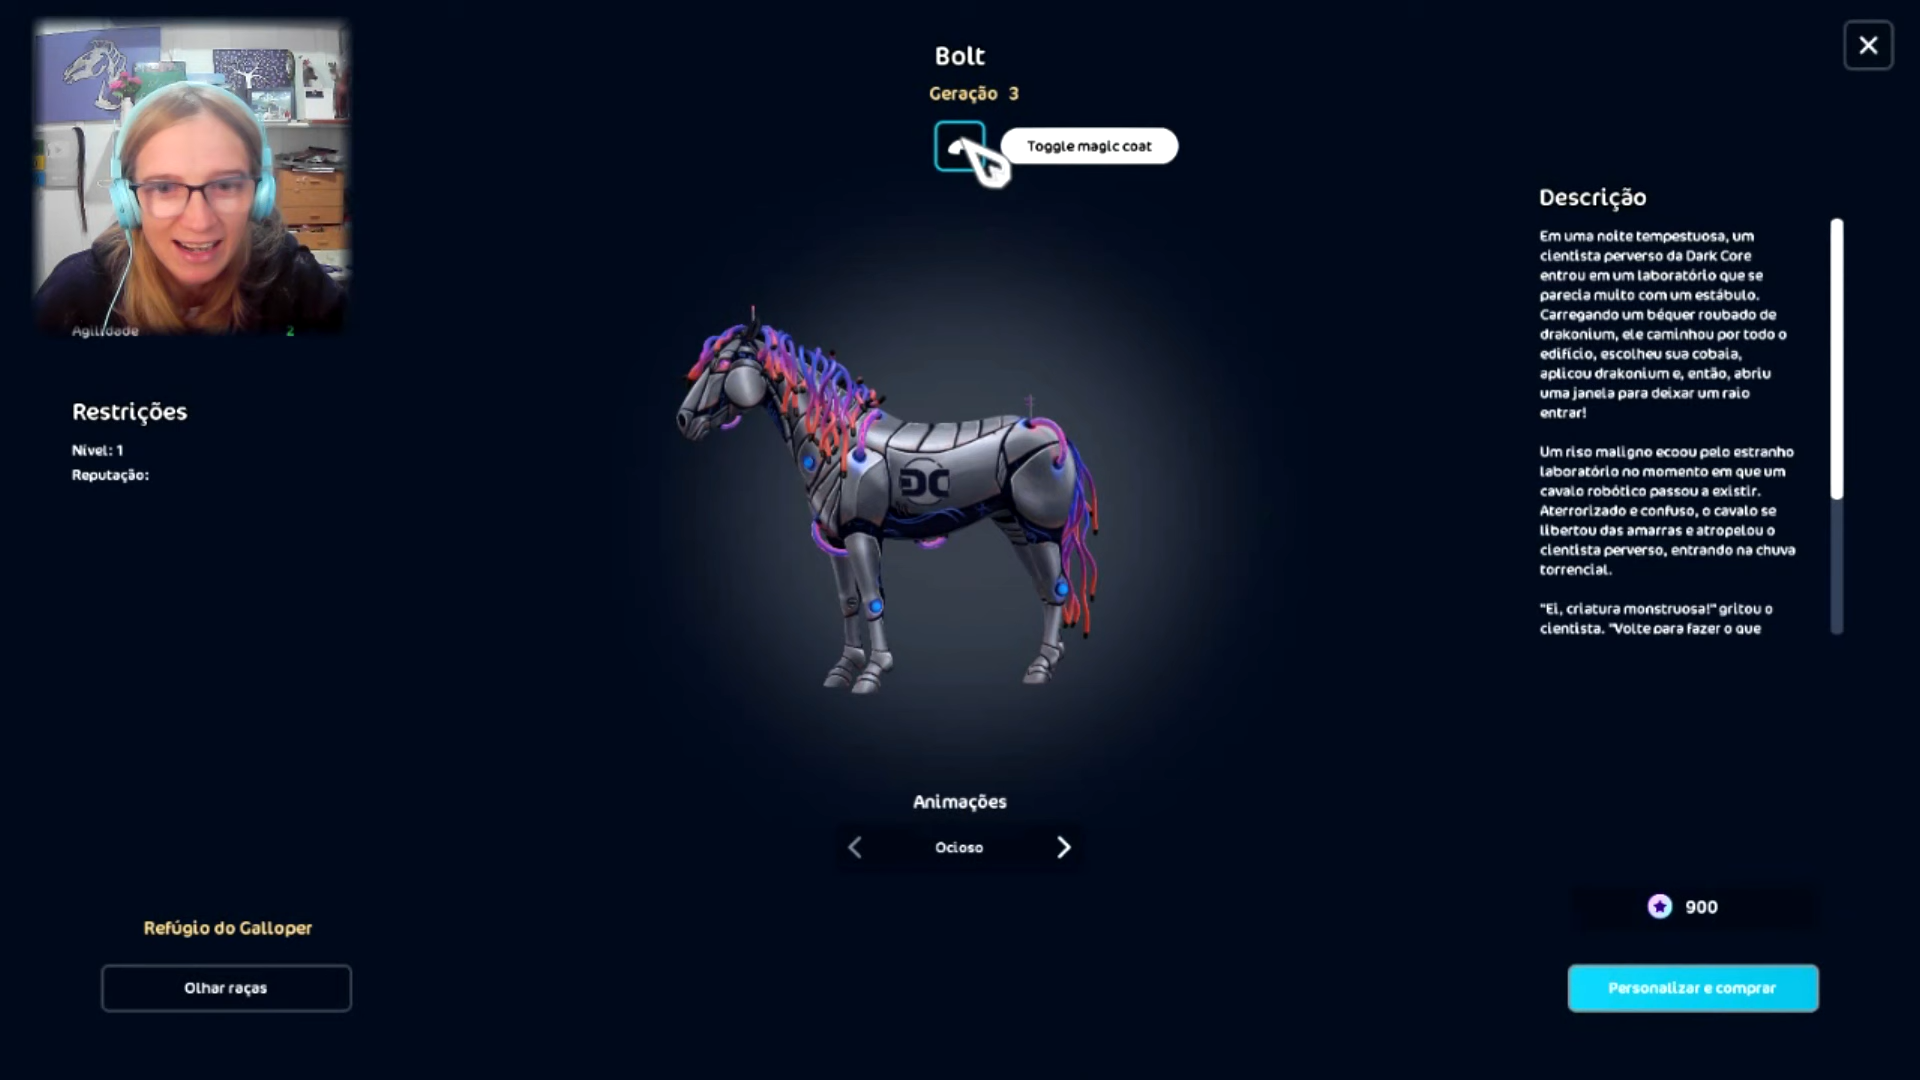 Bolt
Geração 3
Toggle magic coat
Agilidade 2
Restrições
Nível: 1
Reputação:
DC
Descrição
Em uma noite tempestuosa, um
cientista perverso da Dark Core
entrou em um laboratório que se
parecia muito com um estábulo.
Carregando um béquer roubado de
drakonium, ele caminhou por todo o
edifício, escolheu sua cobaia,
aplicou drakonium e, então, abriu
uma janela para deixar um raio
entrar!
Um riso maligno ecoou pelo estranho
laboratório no momento em que um
cavalo robótico passou a existir.
Aterrorizado e confuso, o cavalo se
libertou das amarras e atropelou o
cientista perverso, entrando na chuva
torrencial.
"Ei, criatura monstruosa!" gritou o
cientista. "Volte para fazer o que
Animações
Ocioso
Refúgio do Galloper
Olhar raças
900
Personalizar e comprar